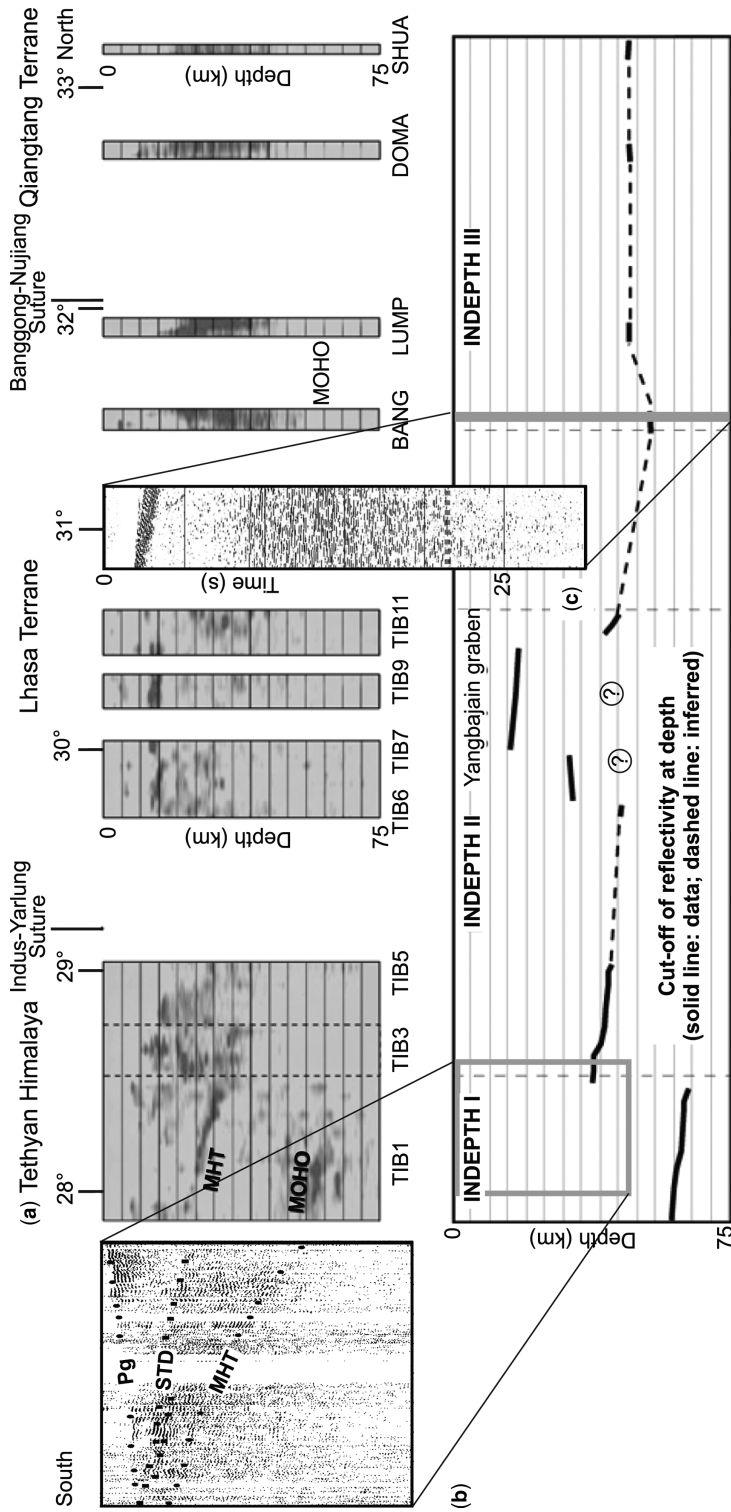 South
(a) Tethyan Himalaya
Indus-Yarlung
Suture
Lhasa Terrane
Banggong-Nujiang
Suture
Qiangtang Terrane
28°
29°
30°
31°
32°
33° North
Pg
STD
MHT
MHT
MOHO
TIB1
TIB3
TIB5
0
Depth (km)
75
TIB6
TIB7
TIB9
TIB11
0
Time (s)
25
(c)
BANG
MOHO
LUMP
DOMA
0
Depth (km)
75
SHUA
(b)
0
Depth (km)
75
INDEPTH I
INDEPTH II
Yangbajain graben
INDEPTH III
?
?
Cut-off of reflectivity at depth
(solid line: data; dashed line: inferred)